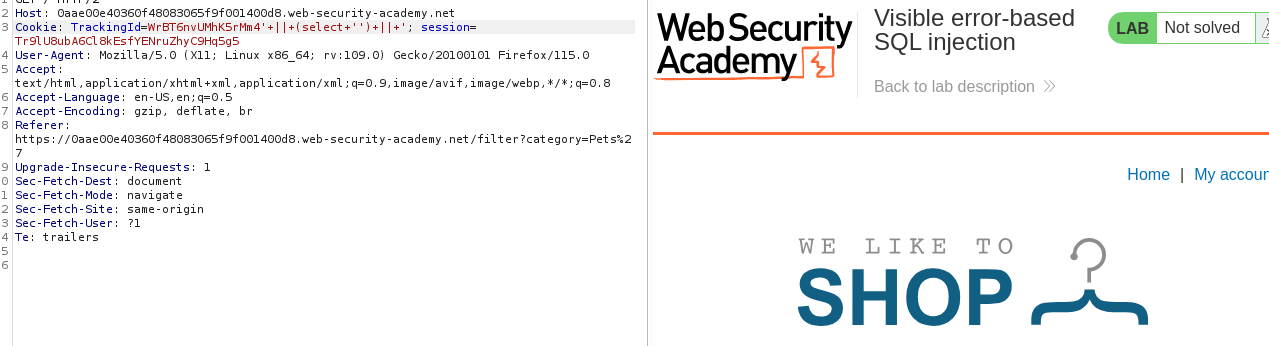 2 Host: 0aae00e40360f48083065f9f001400d8.web-security-academy.net
3 Cookie: TrackingId=WrBT6nvUMhK5rMm4'+||+(select+'')+||+'; session=
Tr9lU8ubA6Cl8kEsfYENruZhyC9Hq5g5
4 User-Agent: Mozilla/5.0 (X11; Linux x86_64; rv:109.0) Gecko/20100101 Firefox/115.0
5 Accept:
text/html,application/xhtml+xml,application/xml;q=0.9,image/avif,image/webp,*/*;q=0.8
6 Accept-Language: en-US,en;q=0.5
7 Accept-Encoding: gzip, deflate, br
8 Referer:
https://0aae00e40360f48083065f9f001400d8.web-security-academy.net/filter?category=Pets%2
7
9 Upgrade-Insecure-Requests: 1
0 Sec-Fetch-Dest: document
1 Sec-Fetch-Mode: navigate
2 Sec-Fetch-Site: same-origin
3 Sec-Fetch-User: ?1
4 Te: trailers
5
6
Web Security
Academy
Visible error-based
SQL injection
LAB Not solved
Back to lab description
Home | My accoun
WE LIKE TO
SHOP